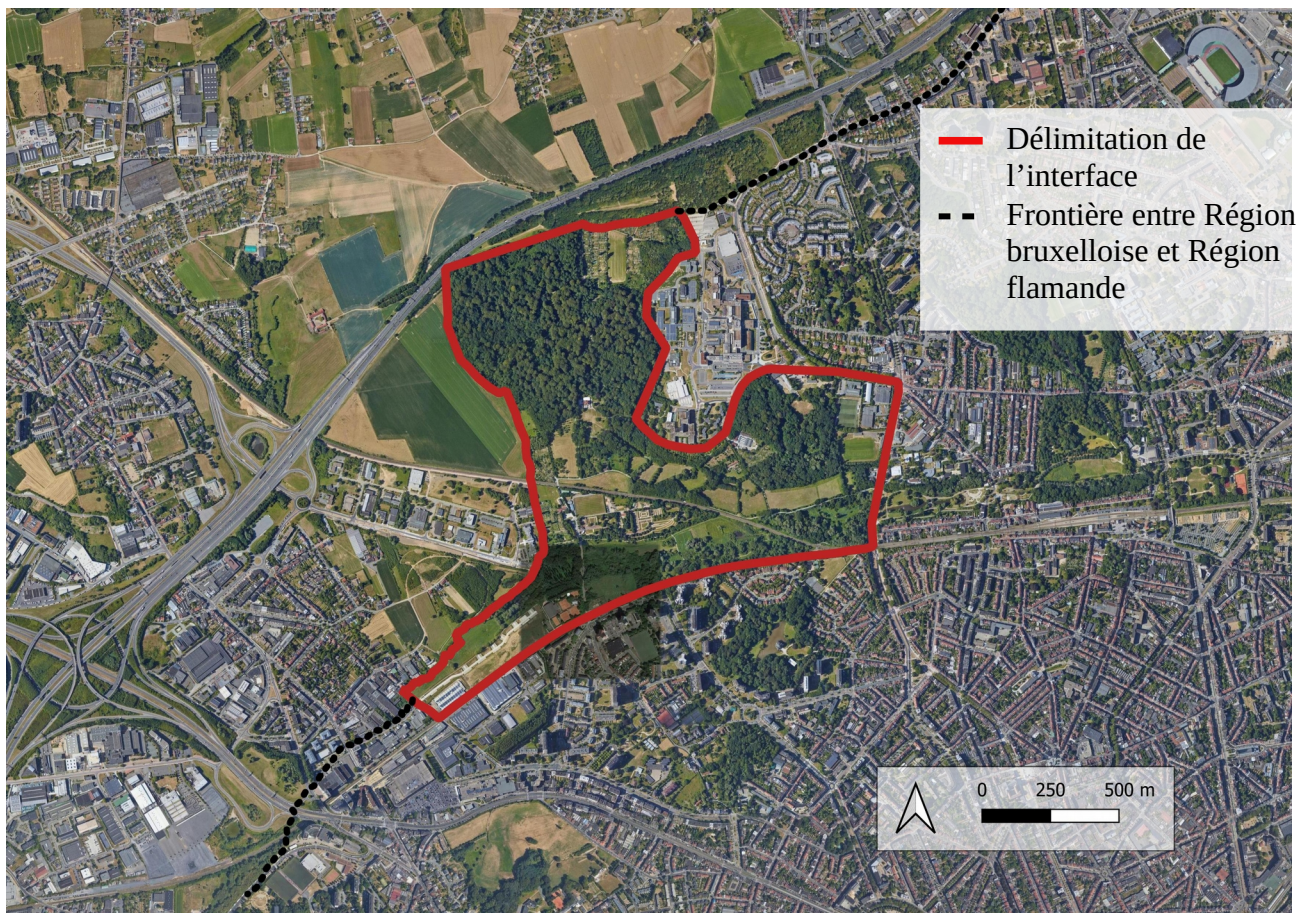 Délimitation de
l’interface
Frontière entre Région
bruxelloise et Région
flamande
0 250 500 m